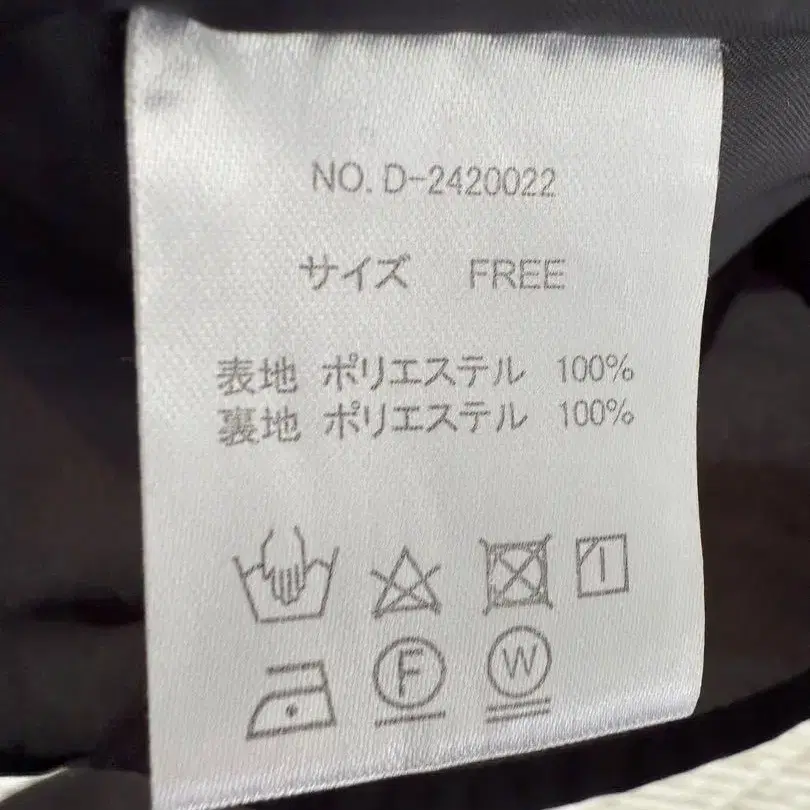 NO. D-2420022
サイズ FREE
表地 ポリエステル 100%
裏地 ポリエステル 100%
F W